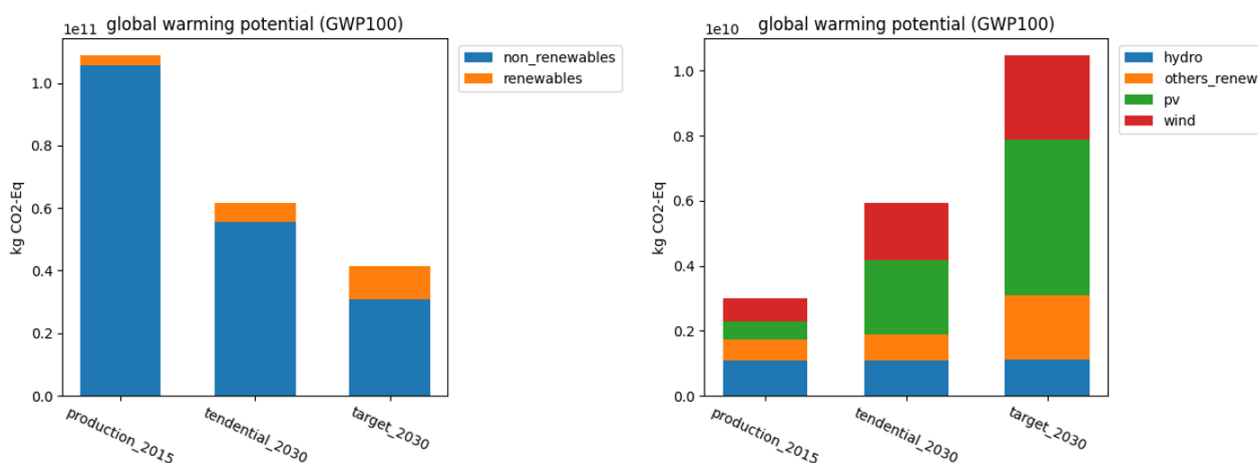 global warming potential (GWP100)
1e11
kg CO2-Eq
1.0
0.8
0.6
0.4
0.2
0.0
production_2015
tendential_2030
target_2030
non_renewables
renewables
global warming potential (GWP100)
1e10
kg CO2-Eq
1.0
0.8
0.6
0.4
0.2
0.0
production_2015
tendential_2030
target_2030
hydro
others_renew
pv
wind